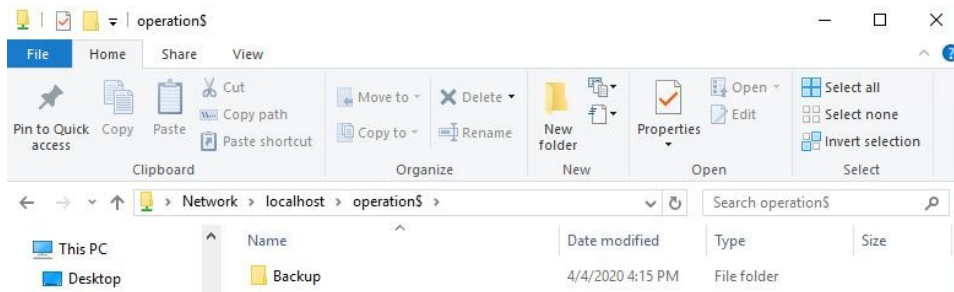 operation$
File Home Share View
Pin to Quick access
Copy
Paste
Cut
Copy path
Paste shortcut
Clipboard
Move to
Copy to
Delete
Rename
Organize
New folder
New
Properties
Open
Edit
Open
Select all
Select none
Invert selection
Select
Network > localhost > operation$ >
Search operation$
This PC
Desktop
Name Date modified Type Size
Backup 4/4/2020 4:15 PM File folder